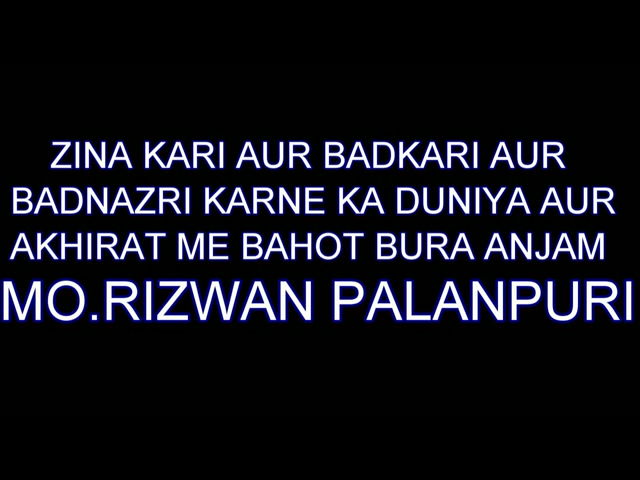 ZINA KARI AUR BADKARI AUR
BADNAZRI KARNE KA DUNIYA AUR
AKHIRAT ME BAHOT BURA ANJAM
MO.RIZWAN PALANPURI